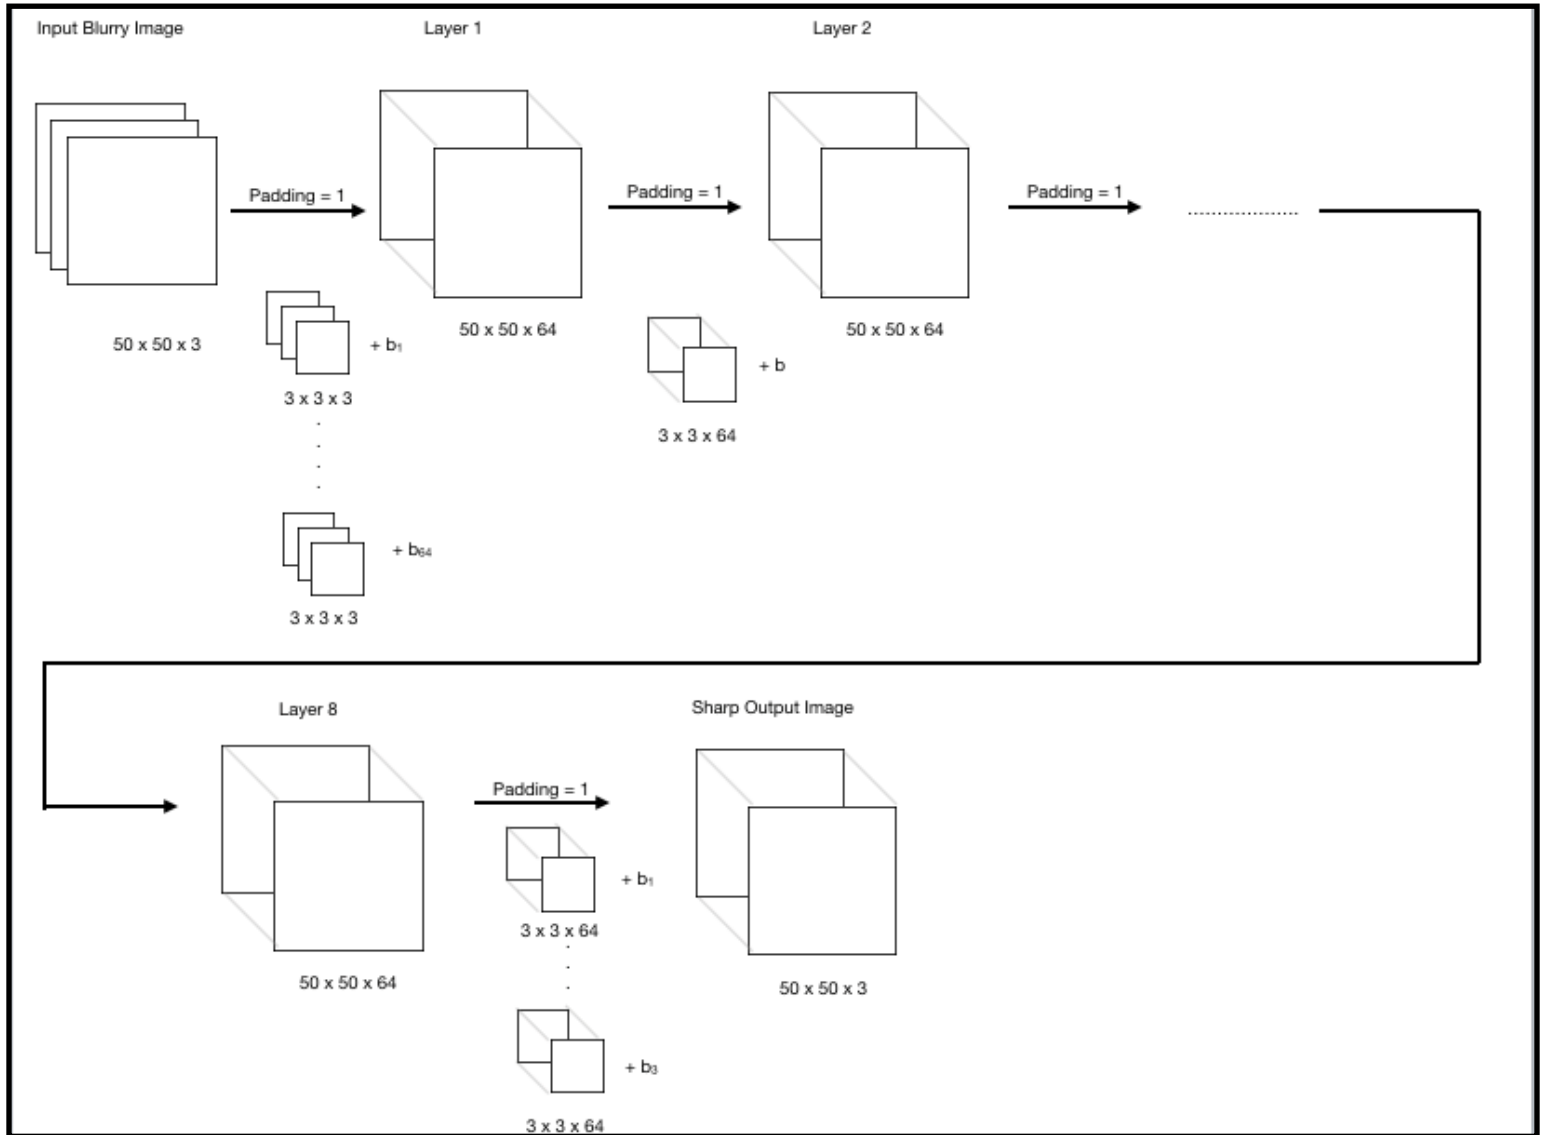 Input Blurry Image
Layer 1
Layer 2
Padding = 1
Padding = 1
Padding = 1
50 x 50 x 3
50 x 50 x 64
50 x 50 x 64
+ b₁
3 x 3 x 3
+ b
3 x 3 x 64
+ b₆₄
3 x 3 x 3
Layer 8
Sharp Output Image
Padding = 1
+ b₁
3 x 3 x 64
50 x 50 x 64
50 x 50 x 3
+ b₃
3 x 3 x 64